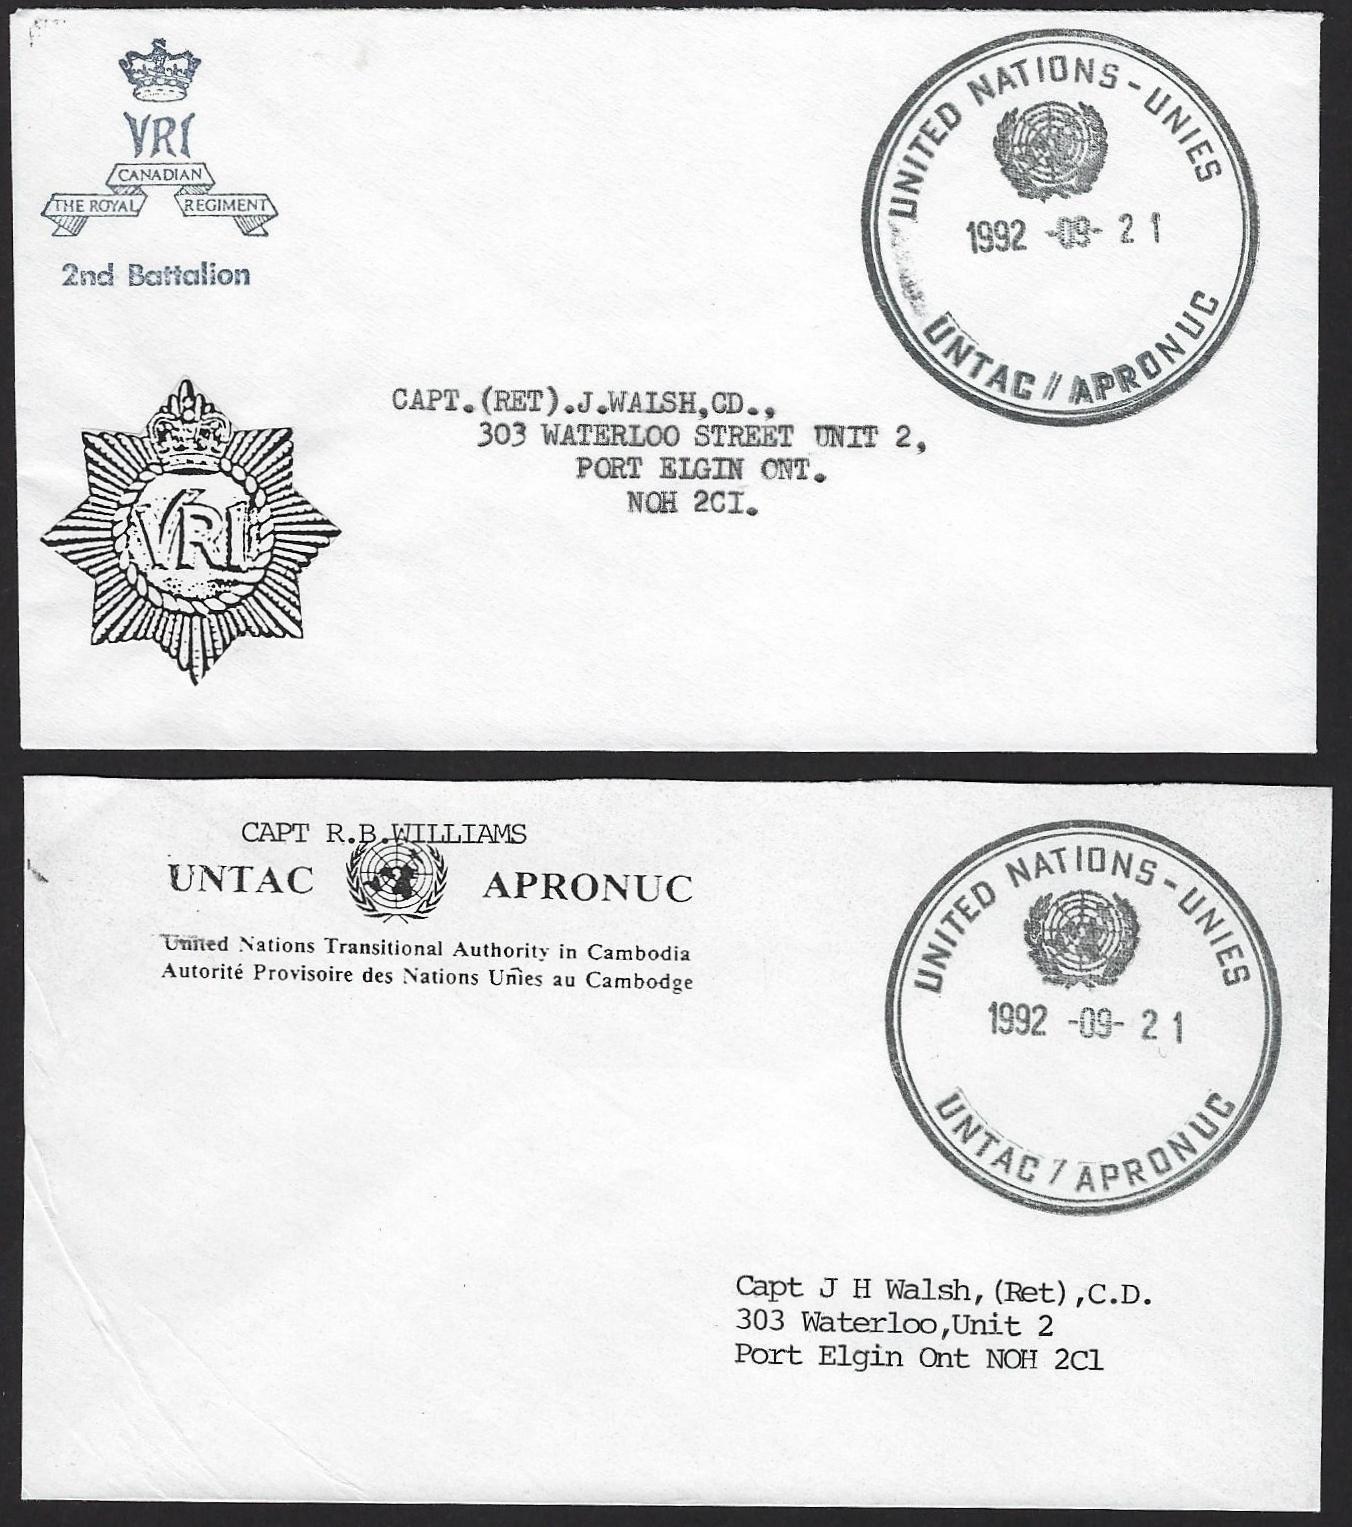 VRI
CANADIAN
THE ROYAL REGIMENT
2nd Battalion
UNITED NATIONS - UNIES
1992 -09- 21
UNTAC // APRONUC
VRI
CAPT.(RET).J.WALSH,CD.,
303 WATERLOO STREET UNIT 2,
PORT ELGIN ONT.
NOH 2CI.
CAPT R.B.WILLIAMS
UNTAC APRONUC
United Nations Transitional Authority in Cambodia
Autorité Provisoire des Nations Unies au Cambodge
UNITED NATIONS - UNIES
1992 -09- 21
UNTAC / APRONUC
Capt J H Walsh,(Ret),C.D.
303 Waterloo,Unit 2
Port Elgin Ont NOH 2Cl